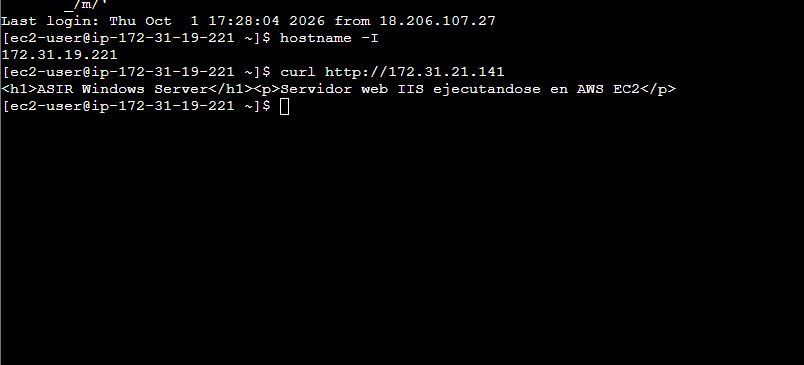 _/m/'
Last login: Thu Oct  1 17:28:04 2026 from 18.206.107.27
[ec2-user@ip-172-31-19-221 ~]$ hostname -I
172.31.19.221
[ec2-user@ip-172-31-19-221 ~]$ curl http://172.31.21.141
<h1>ASIR Windows Server</h1><p>Servidor web IIS ejecutandose en AWS EC2</p>
[ec2-user@ip-172-31-19-221 ~]$